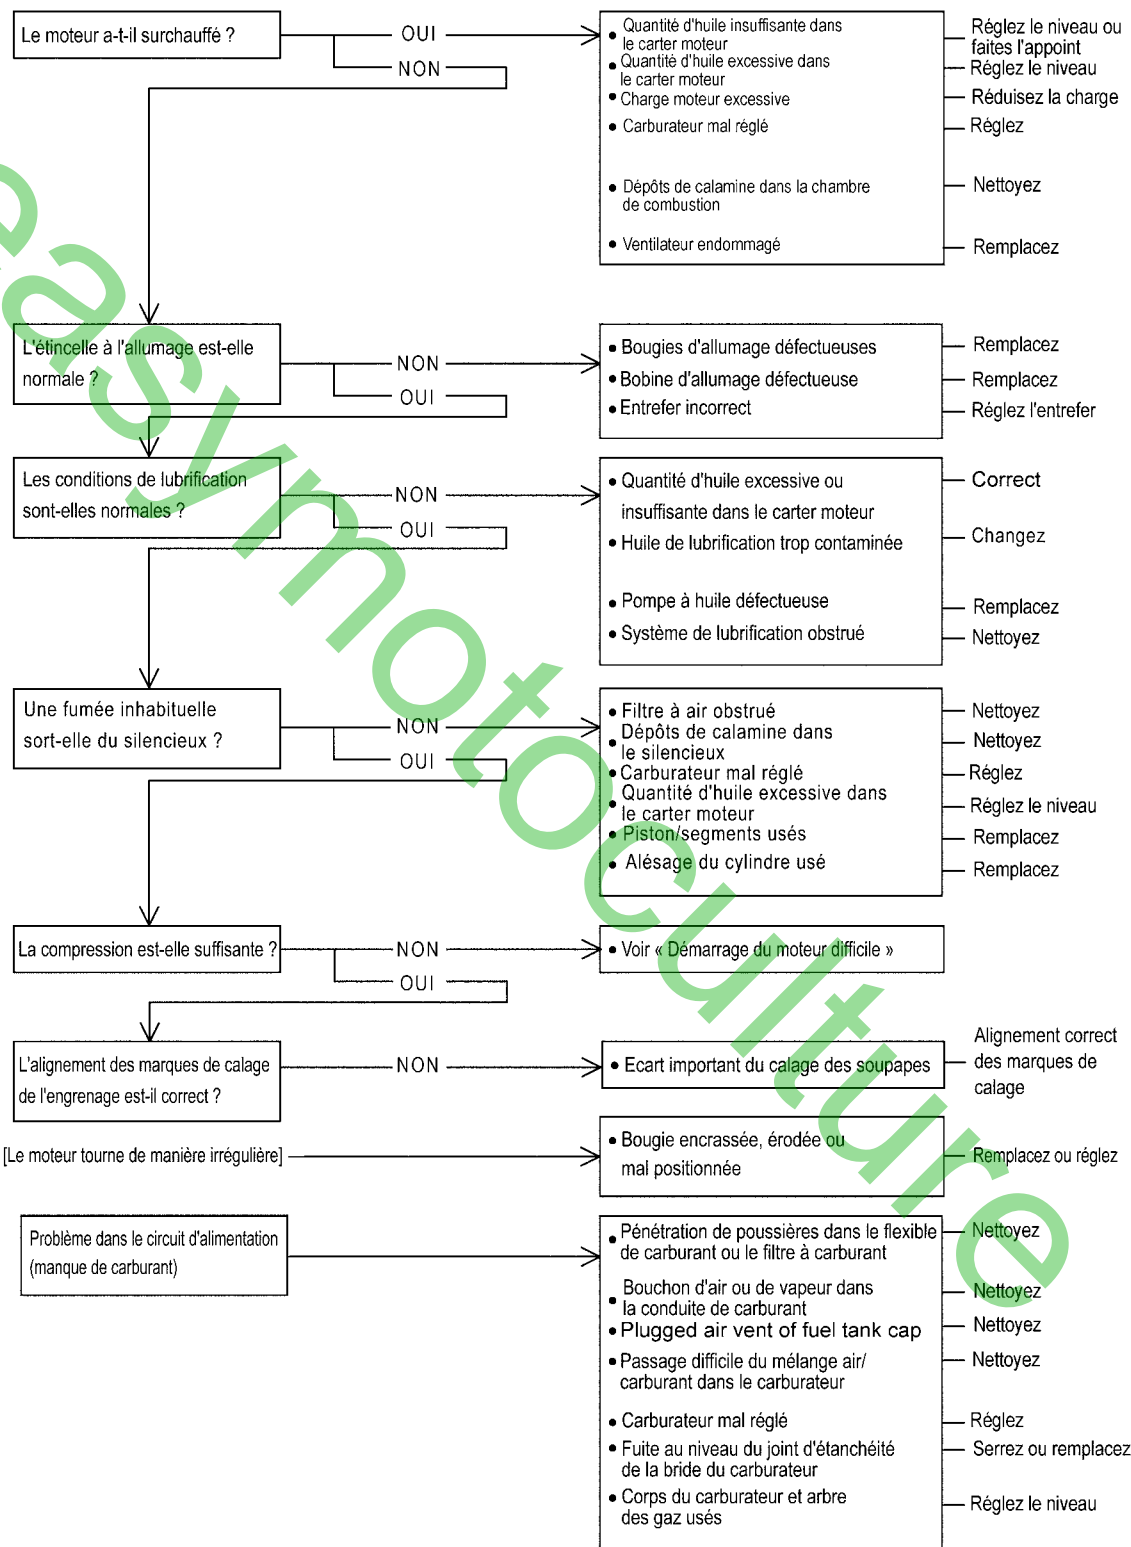 Le moteur a-t-il surchauffé ?
OUI
NON
Quantité d'huile insuffisante dans
le carter moteur
Réglez le niveau ou
faites l'appoint
Quantité d'huile excessive dans
le carter moteur
Réglez le niveau
Charge moteur excessive
Réduisez la charge
Carburateur mal réglé
Réglez
Dépôts de calamine dans la chambre
de combustion
Nettoyez
Ventilateur endommagé
Remplacez
L'étincelle à l'allumage est-elle
normale ?
NON
OUI
Bougies d'allumage défectueuses
Remplacez
Bobine d'allumage défectueuse
Remplacez
Entrefer incorrect
Réglez l'entrefer
Les conditions de lubrification
sont-elles normales ?
NON
OUI
Quantité d'huile excessive ou
insuffisante dans le carter moteur
Correct
Huile de lubrification trop contaminée
Changez
Pompe à huile défectueuse
Remplacez
Système de lubrification obstrué
Nettoyez
Une fumée inhabituelle
sort-elle du silencieux ?
NON
OUI
Filtre à air obstrué
Nettoyez
Dépôts de calamine dans
le silencieux
Nettoyez
Carburateur mal réglé
Réglez
Quantité d'huile excessive dans
le carter moteur
Réglez le niveau
Piston/segments usés
Remplacez
Alésage du cylindre usé
Remplacez
La compression est-elle suffisante ?
NON
OUI
Voir « Démarrage du moteur difficile »
L'alignement des marques de calage
de l'engrenage est-il correct ?
NON
Ecart important du calage des soupapes
Alignement correct
des marques de
calage
[Le moteur tourne de manière irrégulière]
Bougie encrassée, érodée ou
mal positionnée
Remplacez ou réglez
Problème dans le circuit d'alimentation
(manque de carburant)
Pénétration de poussières dans le flexible
de carburant ou le filtre à carburant
Nettoyez
Bouchon d'air ou de vapeur dans
la conduite de carburant
Nettoyez
Plugged air vent of fuel tank cap
Nettoyez
Passage difficile du mélange air/
carburant dans le carburateur
Nettoyez
Carburateur mal réglé
Réglez
Fuite au niveau du joint d'étanchéité
de la bride du carburateur
Serrez ou remplacez
Corps du carburateur et arbre
des gaz usés
Réglez le niveau
easymotoculture